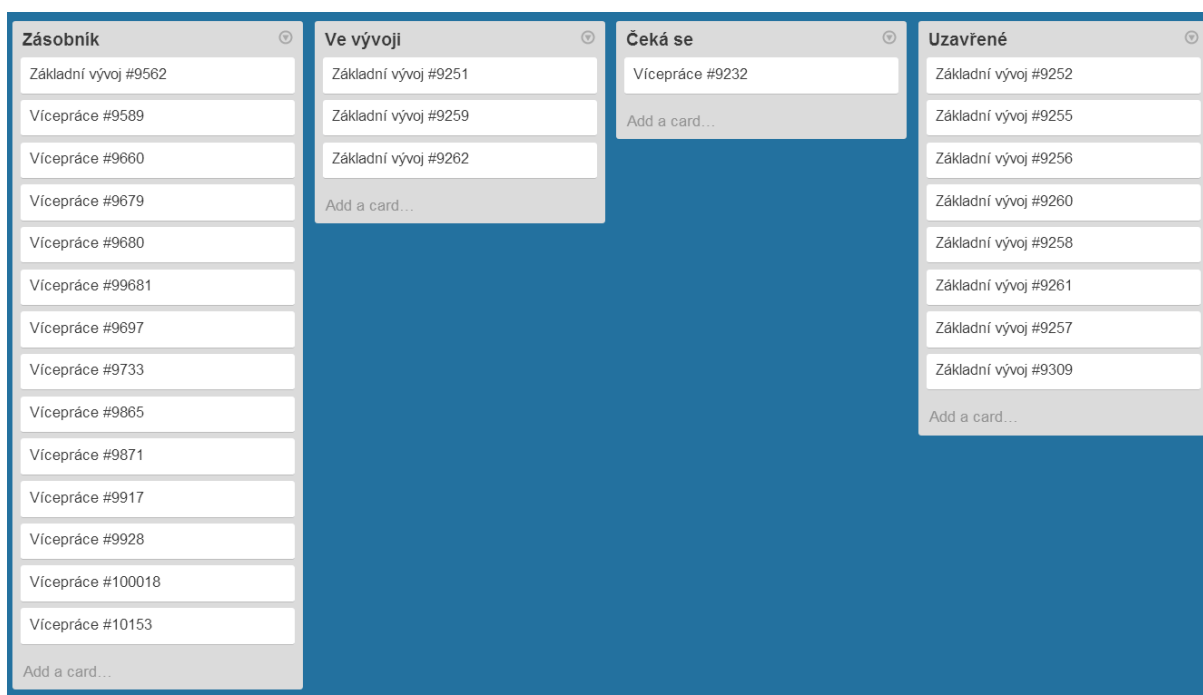 Zásobník
Základní vývoj #9562
Vícepráce #9589
Vícepráce #9660
Vícepráce #9679
Vícepráce #9680
Vícepráce #99681
Vícepráce #9697
Vícepráce #9733
Vícepráce #9865
Vícepráce #9871
Vícepráce #9917
Vícepráce #9928
Vícepráce #100018
Vícepráce #10153
Add a card…
Ve vývoji
Základní vývoj #9251
Základní vývoj #9259
Základní vývoj #9262
Add a card…
Čeká se
Vícepráce #9232
Add a card…
Uzavřené
Základní vývoj #9252
Základní vývoj #9255
Základní vývoj #9256
Základní vývoj #9260
Základní vývoj #9258
Základní vývoj #9261
Základní vývoj #9257
Základní vývoj #9309
Add a card…